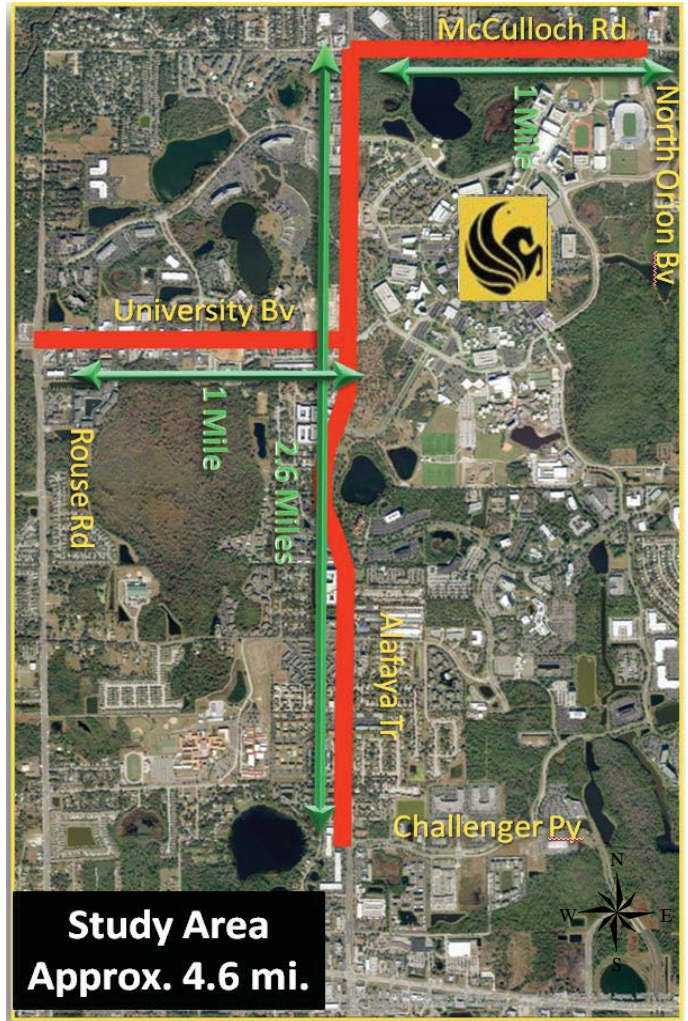 McCulloch Rd
1 Mile
North Orion Bv
University Bv
1 Mile
2.6 Miles
Rouse Rd
Alafaya Tr
Challenger Pv
N
W
E
S
Study Area
Approx. 4.6 mi.